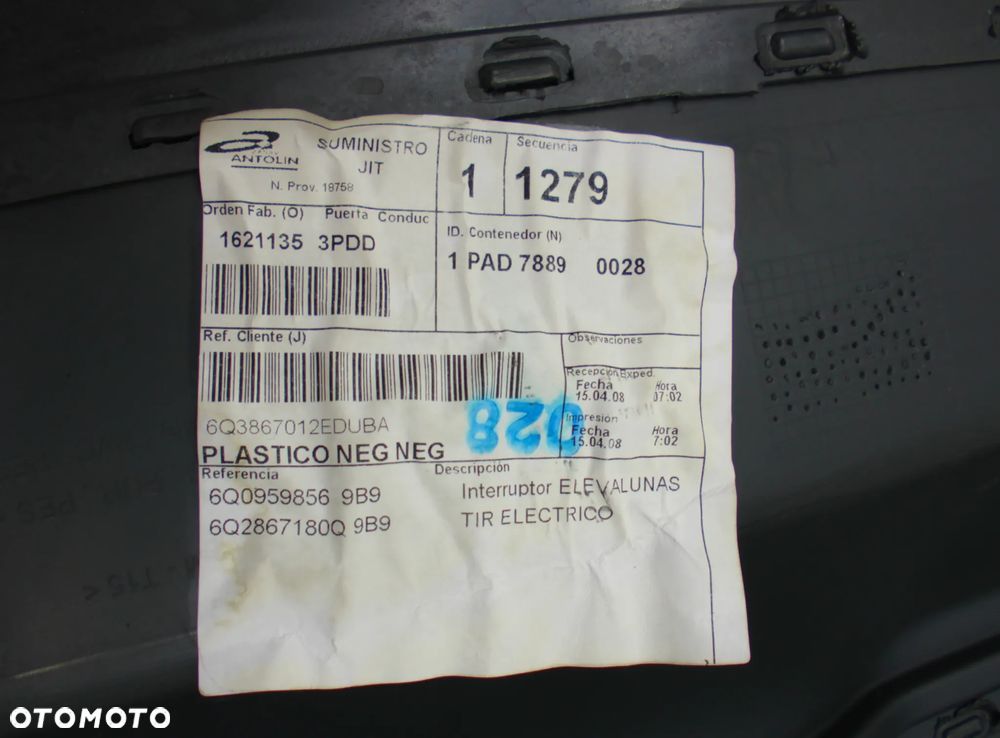 ANTOLIN
SUMINISTRO
JIT
N. Prov. 18758
Cadena
1
Secuencia
1279
Orden Fab. (O) Puerta Conduc
1621135 3PDD
ID. Contenedor (N)
1 PAD 7889 0028
Ref. Cliente (J)
6Q3867012EDUBA
PLASTICO NEG NEG
Observaciones
Recepcion Exped.
Fecha Hora
15.04.08 07:02
Impresión
Fecha Hora
15.04.08 7:02
028
Referencia Descripción
6Q0959856 9B9 Interruptor ELEVALUNAS
6Q2867180Q 9B9 TIR ELECTRICO
OTOMOTO